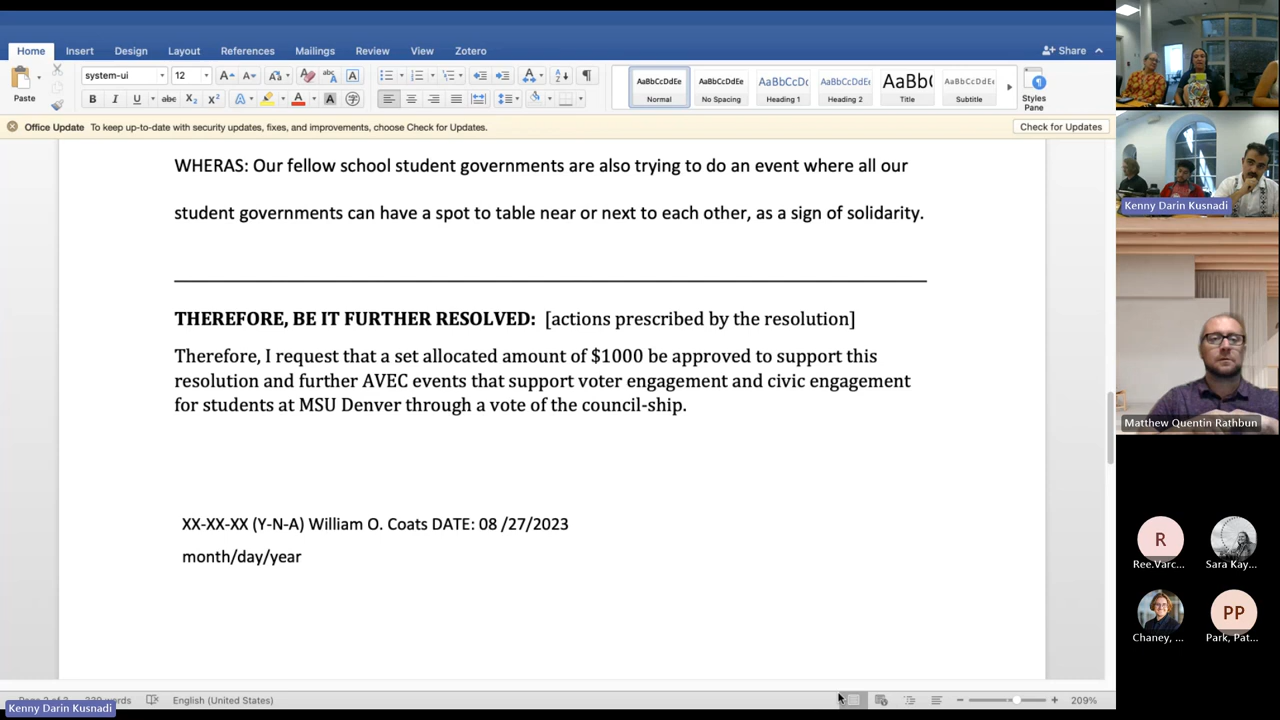 Home Insert Design Layout References Mailings Review View Zotero Share
system-ui 12 AaBbCcDdEe AaBbCcDdEe AaBbCcDc AaBbCcDdEe AaBb( AaBbCcDdEe
Paste B I U abc X₂ X² A Normal No Spacing Heading 1 Heading 2 Title Subtitle Styles Pane
Office Update To keep up-to-date with security updates, fixes, and improvements, choose Check for Updates. Check for Updates
WHERAS: Our fellow school student governments are also trying to do an event where all our
student governments can have a spot to table near or next to each other, as a sign of solidarity.
THEREFORE, BE IT FURTHER RESOLVED: [actions prescribed by the resolution]
Therefore, I request that a set allocated amount of $1000 be approved to support this
resolution and further AVEC events that support voter engagement and civic engagement
for students at MSU Denver through a vote of the council-ship.
XX-XX-XX (Y-N-A) William O. Coats DATE: 08 /27/2023
month/day/year
English (United States) 209%
Kenny Darin Kusnadi
Kenny Darin Kusnadi
Matthew Quentin Rathbun
R PP
Ree.Varc... Sara Kay...
Chaney, ... Park, Pat...